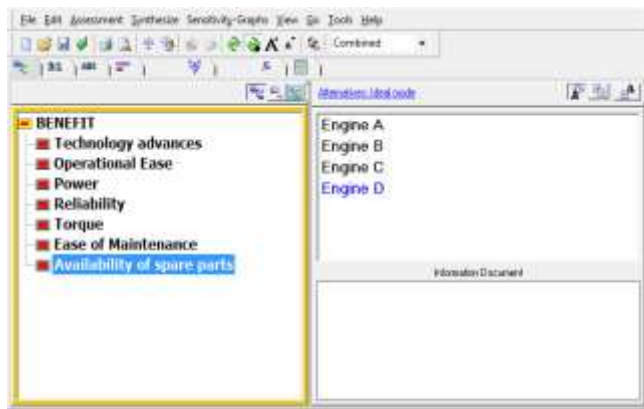 File Edit Assessment Synthesize Sensitivity-Graphs View Go Tools Help
Combined
ABC
Alternatives: Ideal mode
BENEFIT
Technology advances
Operational Ease
Power
Reliability
Torque
Ease of Maintenance
Availability of spare parts
Engine A
Engine B
Engine C
Engine D
Information Document